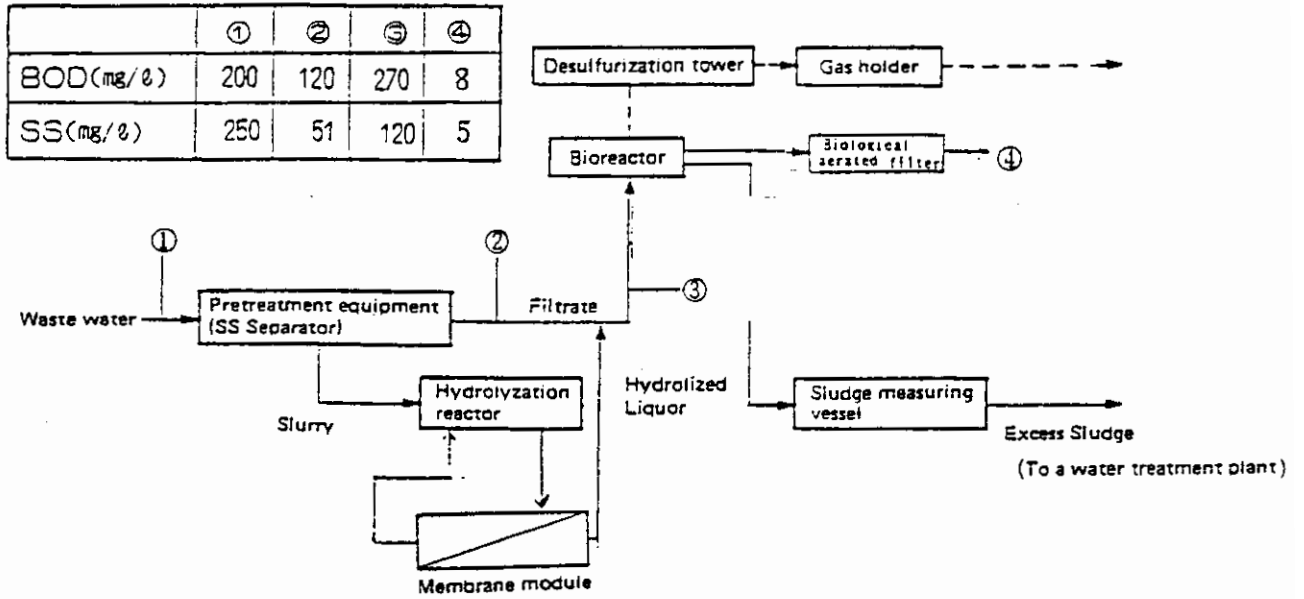 ① ② ③ ④
BOD(mg/ℓ) 200 120 270 8
SS(mg/ℓ) 250 51 120 5
Desulfurization tower
Gas holder
Bioreactor
Biological
aerated filter
④
①
②
③
Waste water
Pretreatment equipment
(SS Separator)
Filtrate
Slurry
Hydrolyzation
reactor
Hydrolized
Liquor
Sludge measuring
vessel
Excess Sludge
(To a water treatment plant)
Membrane module